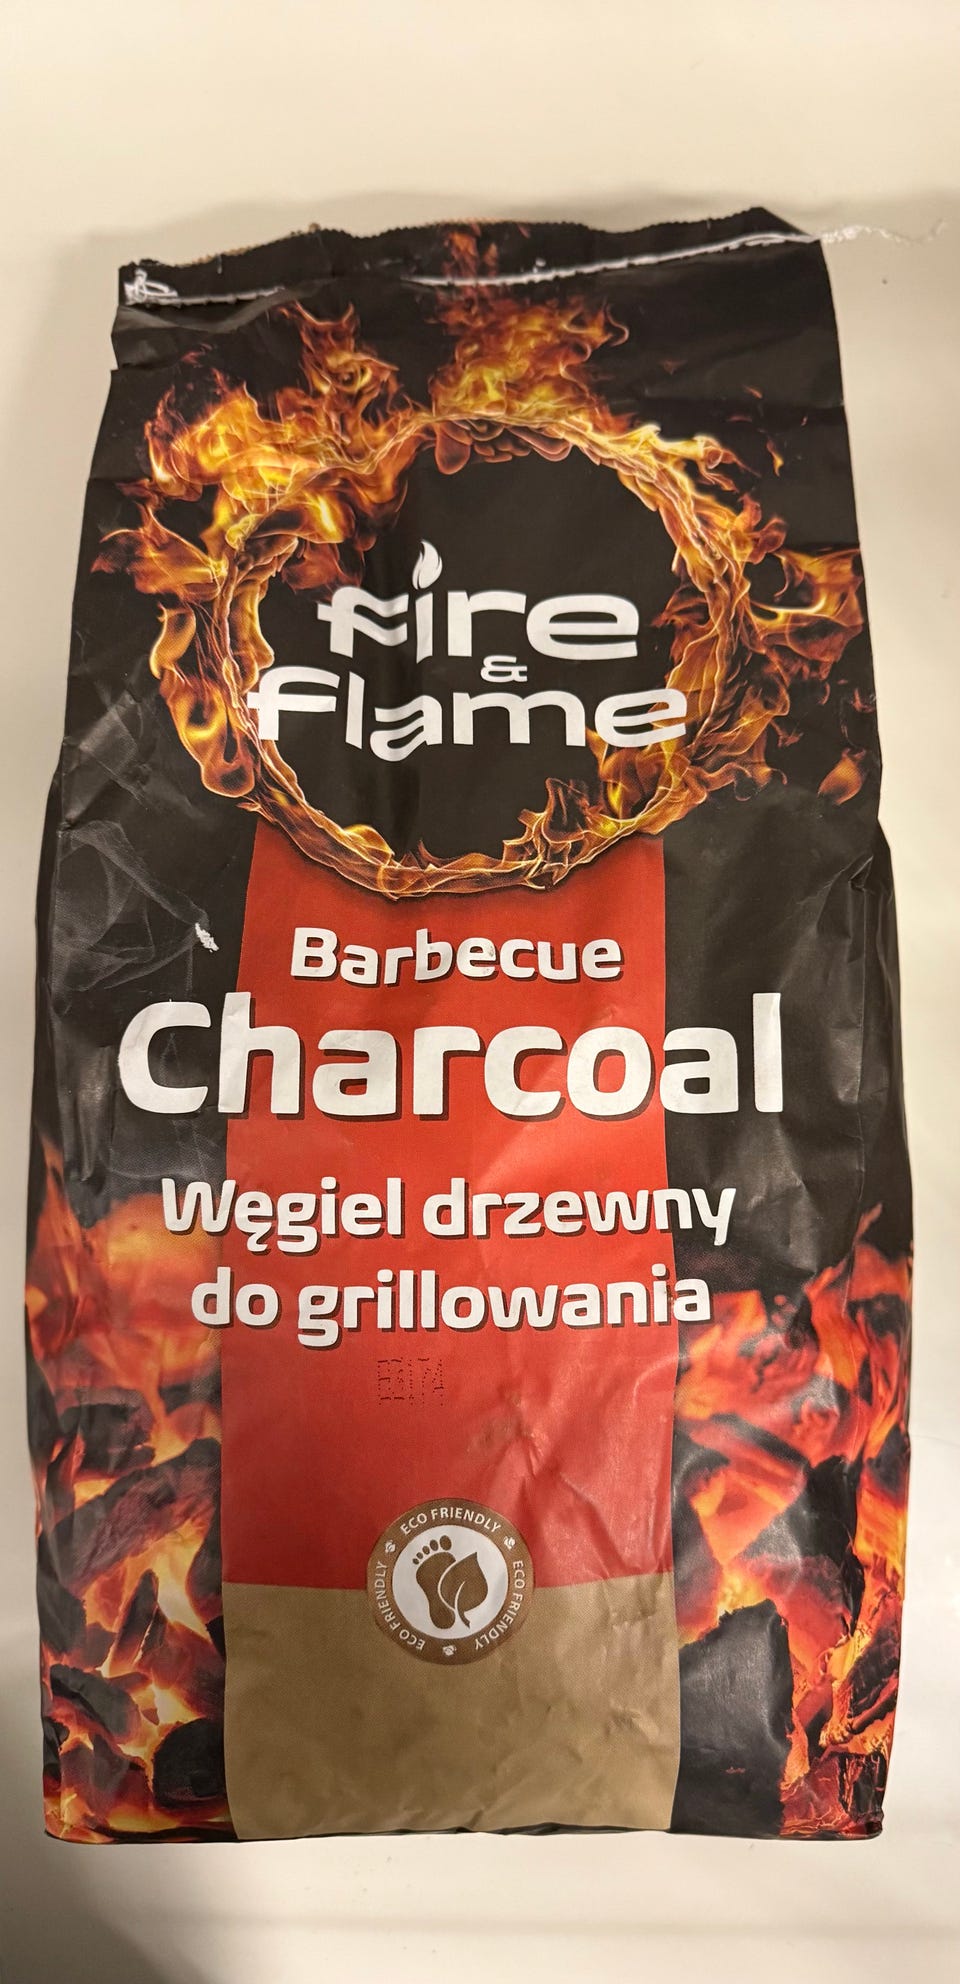 fire
&
flame
Barbecue
Charcoal
Węgiel drzewny
do grillowania
ECO FRIENDLY
ECO FRIENDLY
ECO FRIENDLY